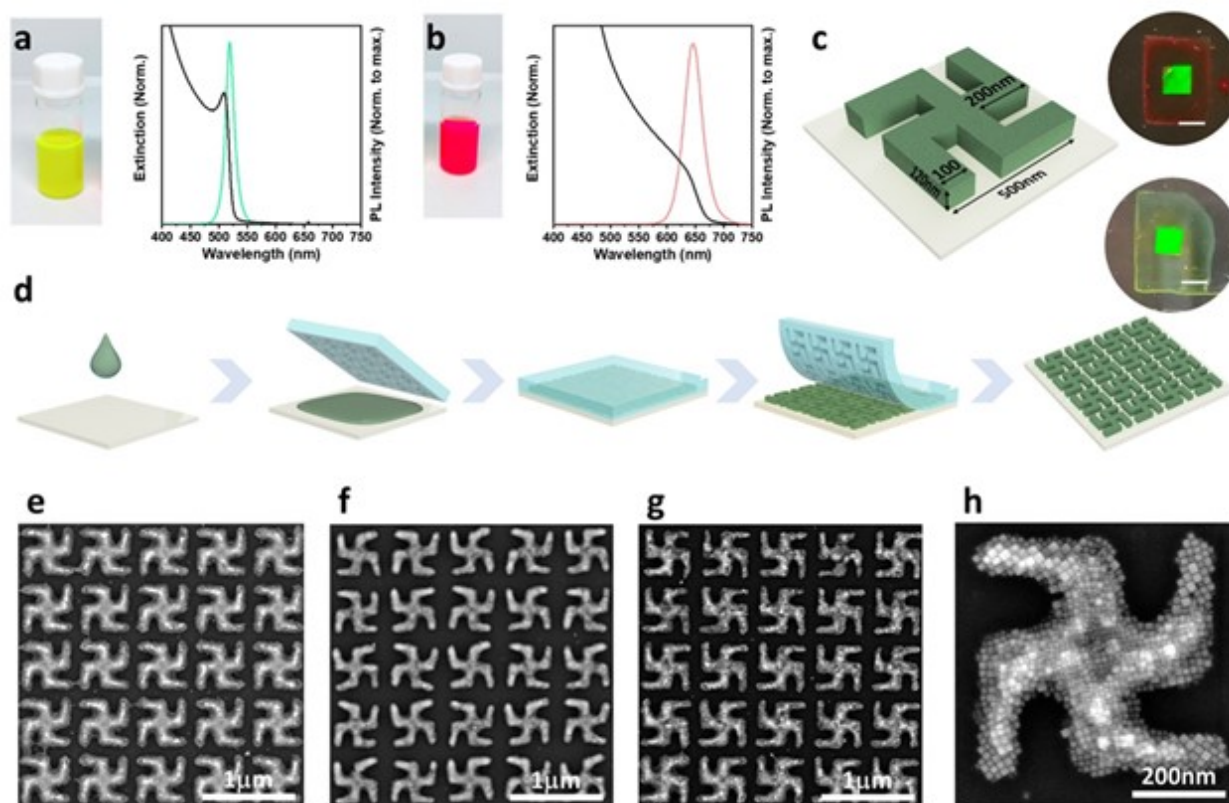 a
Extinction (Norm.)
PL Intensity (Norm. to max.)
400 450 500 550 600 650 700 750
Wavelength (nm)
b
Extinction (Norm.)
PL Intensity (Norm. to max.)
400 450 500 550 600 650 700 750
Wavelength (nm)
c
200nm
100
120nm
500nm
d
e
f
g
h
1µm
1µm
1µm
200nm